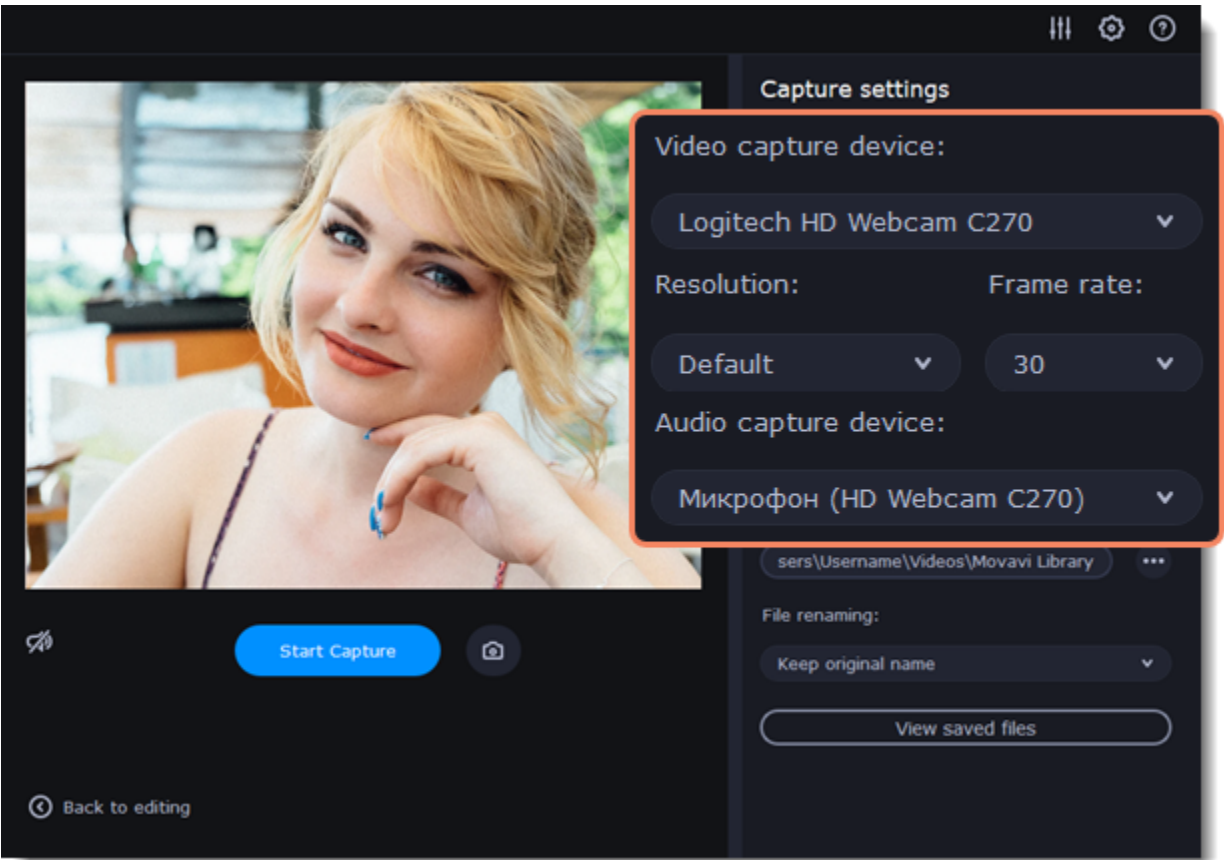 Capture settings
Video capture device:
Logitech HD Webcam C270
Resolution: Frame rate:
Default 30
Audio capture device:
Микрофон (HD Webcam C270)
sers\Username\Videos\Movavi Library
File renaming:
Keep original name
View saved files
Start Capture
Back to editing